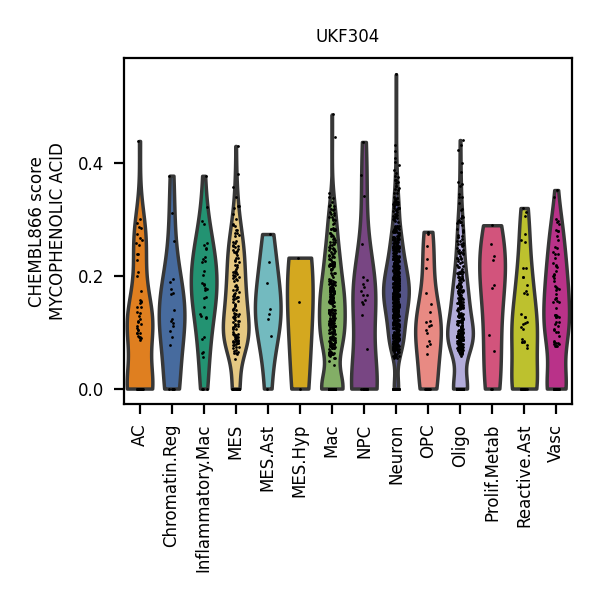 UKF304
CHEMBL866 score
MYCOPHENOLIC ACID
0.4
0.2
0.0
AC
Chromatin.Reg
Inflammatory.Mac
MES
MES.Ast
MES.Hyp
Mac
NPC
Neuron
OPC
Oligo
Prolif.Metab
Reactive.Ast
Vasc